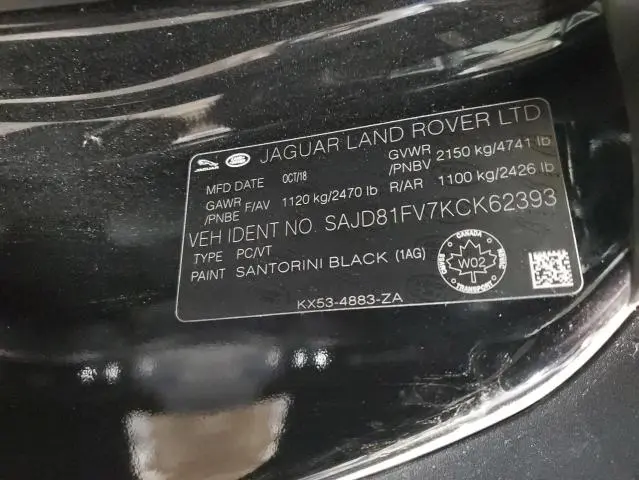 JAGUAR LAND ROVER LTD
JAGUAR
MFD DATE OCT/18
GAWR /PNBE F/AV 1120 kg/2470 lb
GVWR /PNBV 2150 kg/4741 lb
R/AR 1100 kg/2426 lb
VEH IDENT NO. SAJD81FV7KCK62393
TYPE PC/VT
PAINT SANTORINI BLACK (1AG)
CANADA
W02
KX53-4883-ZA